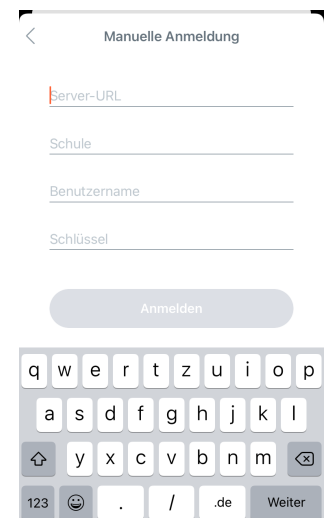 Manuelle Anmeldung
Server-URL
Schule
Benutzername
Schlüssel
Anmelden
q w e r t z u i o p
a s d f g h j k l
y x c v b n m
123 . / .de Weiter